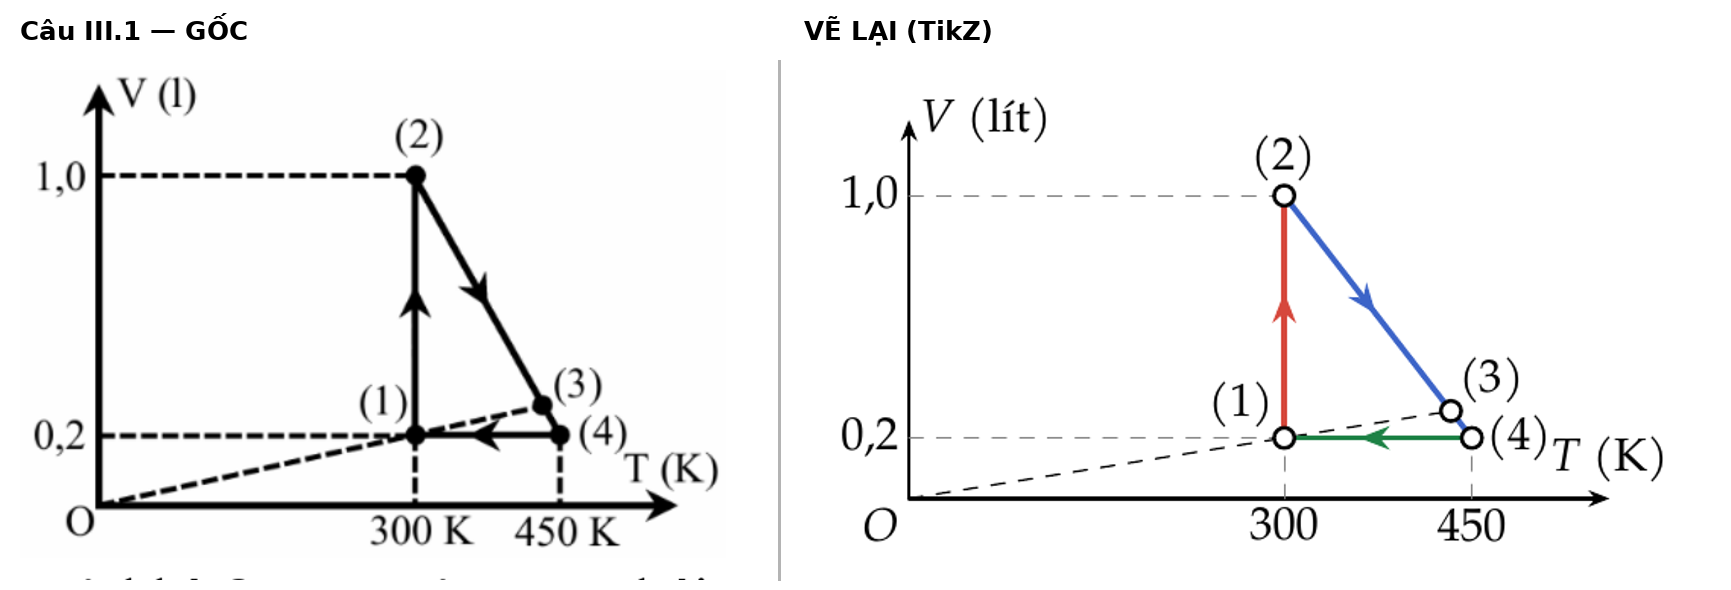 Câu III.1 — GỐC
V (l)
(2)
1,0
(1)
(3)
0,2
(4)
T (K)
O
300 K
450 K
VẼ LẠI (TikZ)
V (lít)
(2)
1,0
(3)
(1)
0,2
(4)
T (K)
O
300
450